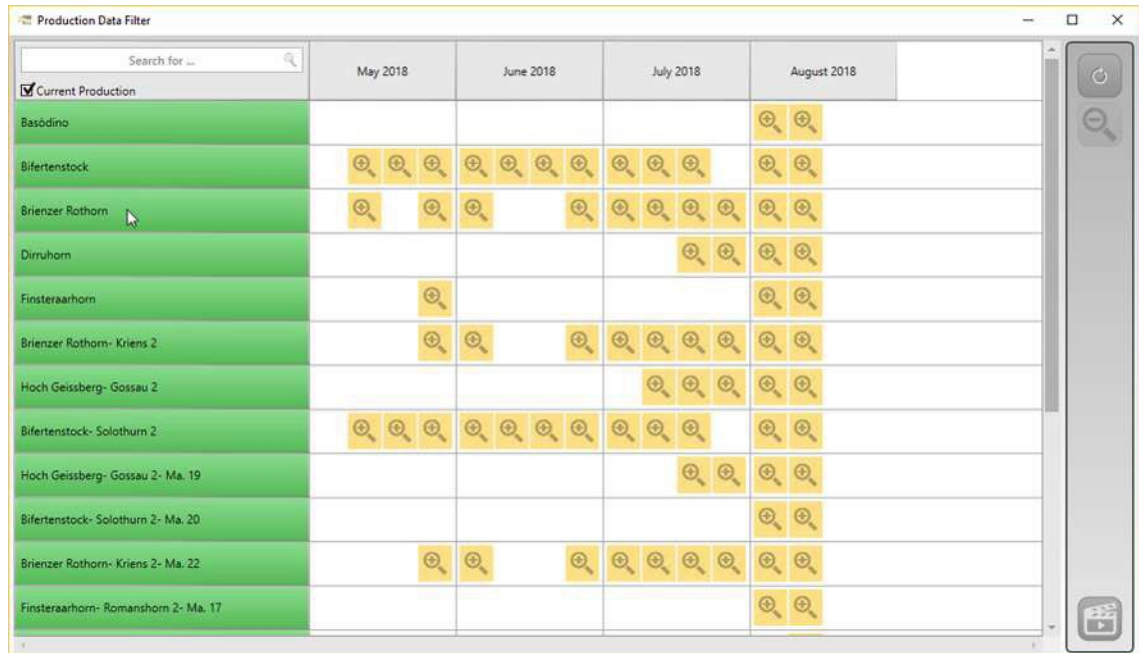 Production Data Filter
Search for ...
Current Production
May 2018
June 2018
July 2018
August 2018
Basòdino
Bifertenstock
Brienzer Rothorn
Dirruhorn
Finsteraarhorn
Brienzer Rothorn- Kriens 2
Hoch Geissberg- Gossau 2
Bifertenstock- Solothurn 2
Hoch Geissberg- Gossau 2- Ma. 19
Bifertenstock- Solothurn 2- Ma. 20
Brienzer Rothorn- Kriens 2- Ma. 22
Finsteraarhorn- Romanshorn 2- Ma. 17